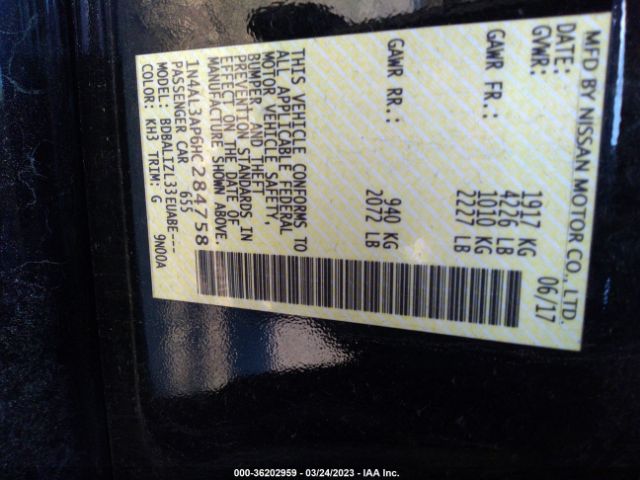 MFD BY NISSAN MOTOR CO., LTD.
DATE: 06/17
GVWR: 1917 KG
4226 LB
GAWR FR.: 1010 KG
2227 LB
GAWR RR.: 940 KG
2072 LB
THIS VEHICLE CONFORMS TO
ALL APPLICABLE FEDERAL
MOTOR VEHICLE SAFETY,
BUMPER AND THEFT
PREVENTION STANDARDS IN
EFFECT ON THE DATE OF
MANUFACTURE SHOWN ABOVE.
1N4AL3AP6HC284758
PASSENGER CAR 655
MODEL: BDBALIZL33EUABE----
COLOR: KH3 TRIM: G 9N00A
000-36202959 - 03/24/2023 - IAA Inc.